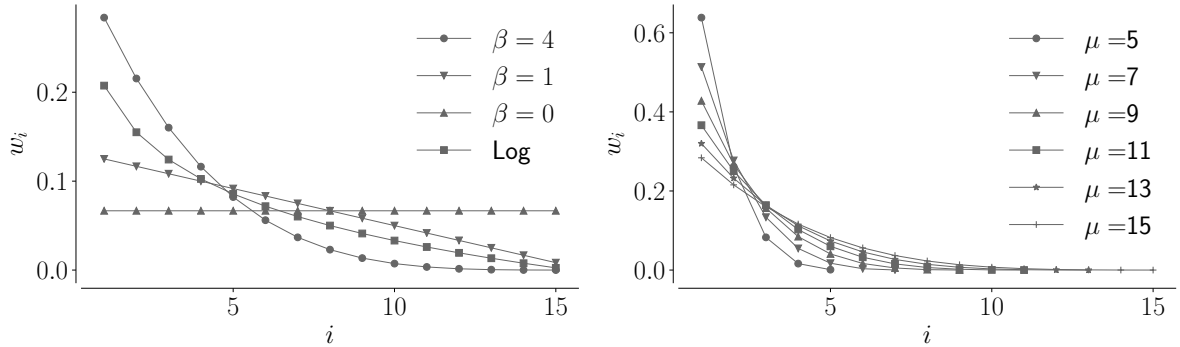 0.2
0.1
0.0
5
10
15
i
w_i
β = 4
β = 1
β = 0
Log
0.6
0.4
0.2
0.0
5
10
15
i
w_i
μ =5
μ =7
μ =9
μ =11
μ =13
μ =15